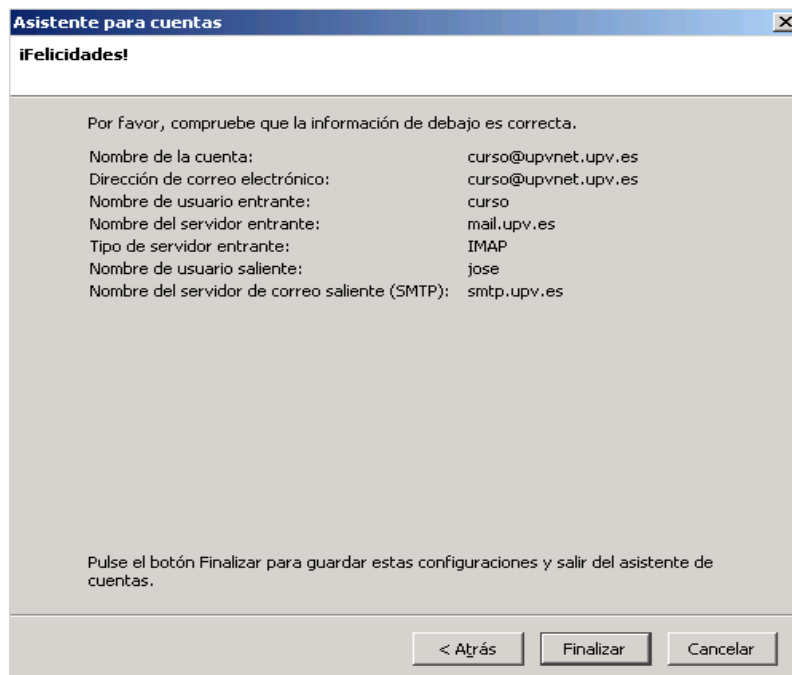 Asistente para cuentas
¡Felicidades!
Por favor, compruebe que la información de debajo es correcta.
Nombre de la cuenta: curso@upvnet.upv.es
Dirección de correo electrónico: curso@upvnet.upv.es
Nombre de usuario entrante: curso
Nombre del servidor entrante: mail.upv.es
Tipo de servidor entrante: IMAP
Nombre de usuario saliente: jose
Nombre del servidor de correo saliente (SMTP): smtp.upv.es
Pulse el botón Finalizar para guardar estas configuraciones y salir del asistente de
cuentas.
< Atrás Finalizar Cancelar